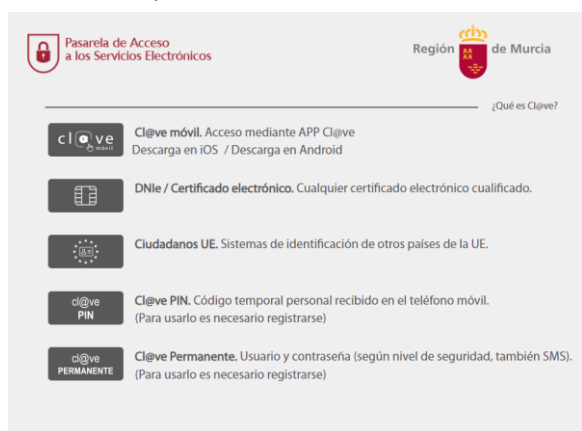 Pasarela de Acceso
a los Servicios Electrónicos
Región de Murcia
¿Qué es Cl@ve?
cl@ve
móvil
Cl@ve móvil. Acceso mediante APP Cl@ve
Descarga en iOS / Descarga en Android
DNIe / Certificado electrónico. Cualquier certificado electrónico cualificado.
Ciudadanos UE. Sistemas de identificación de otros países de la UE.
cl@ve
PIN
Cl@ve PIN. Código temporal personal recibido en el teléfono móvil.
(Para usarlo es necesario registrarse)
cl@ve
PERMANENTE
Cl@ve Permanente. Usuario y contraseña (según nivel de seguridad, también SMS).
(Para usarlo es necesario registrarse)